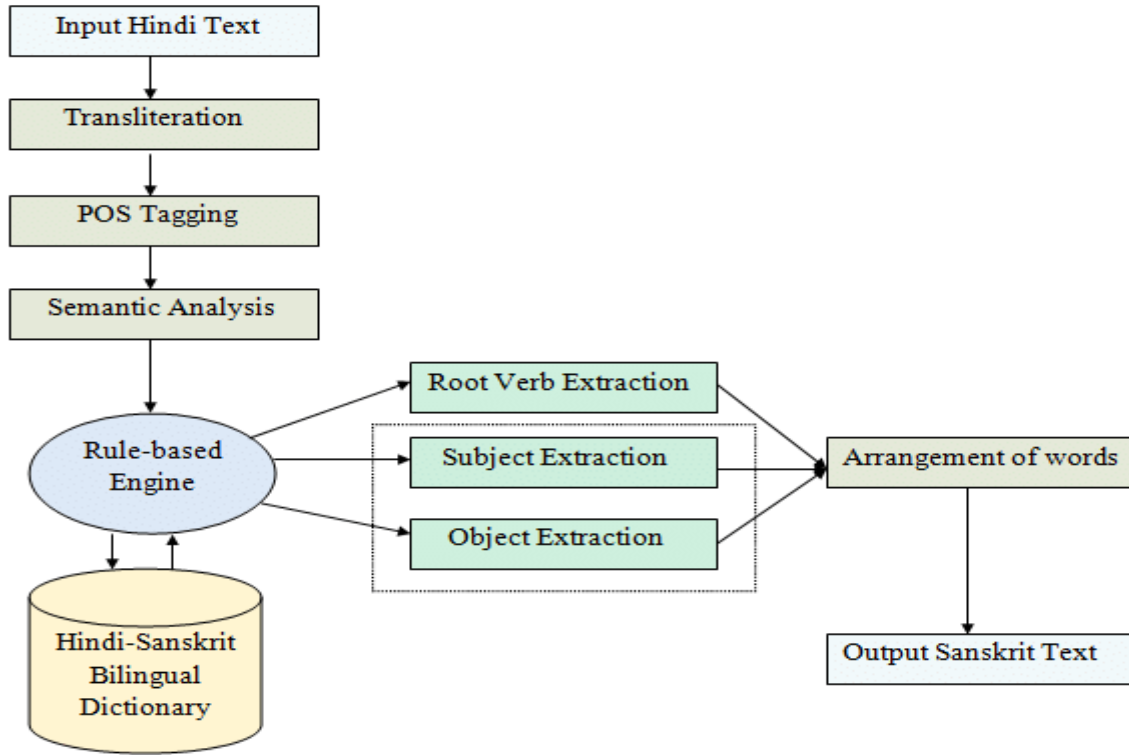 Input Hindi Text
Transliteration
POS Tagging
Semantic Analysis
Rule-based
Engine
Hindi-Sanskrit
Bilingual
Dictionary
Root Verb Extraction
Subject Extraction
Object Extraction
Arrangement of words
Output Sanskrit Text